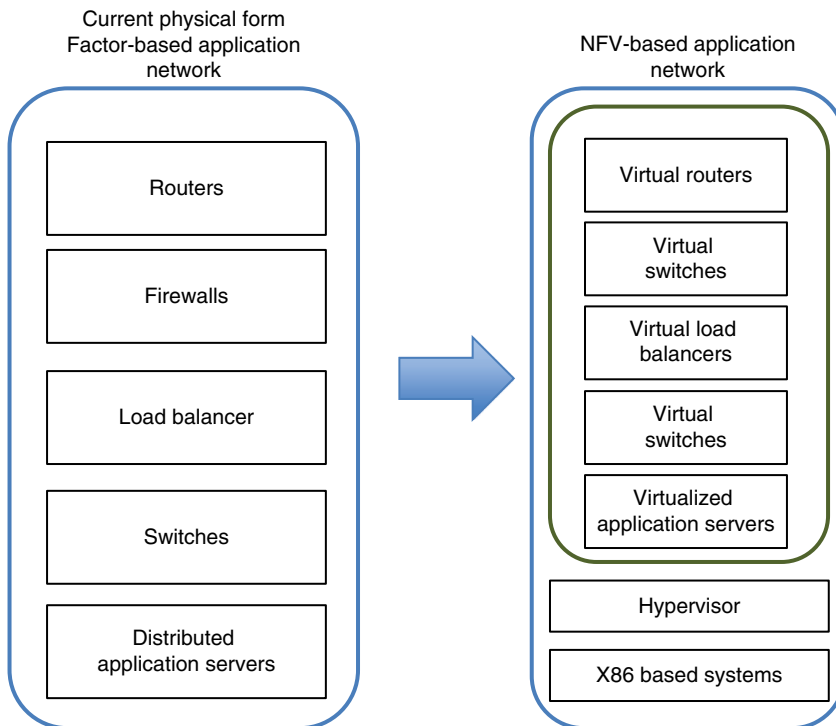 Current physical form
Factor-based application
network
Routers
Firewalls
Load balancer
Switches
Distributed
application servers
NFV-based application
network
Virtual routers
Virtual
switches
Virtual load
balancers
Virtual
switches
Virtualized
application servers
Hypervisor
X86 based systems